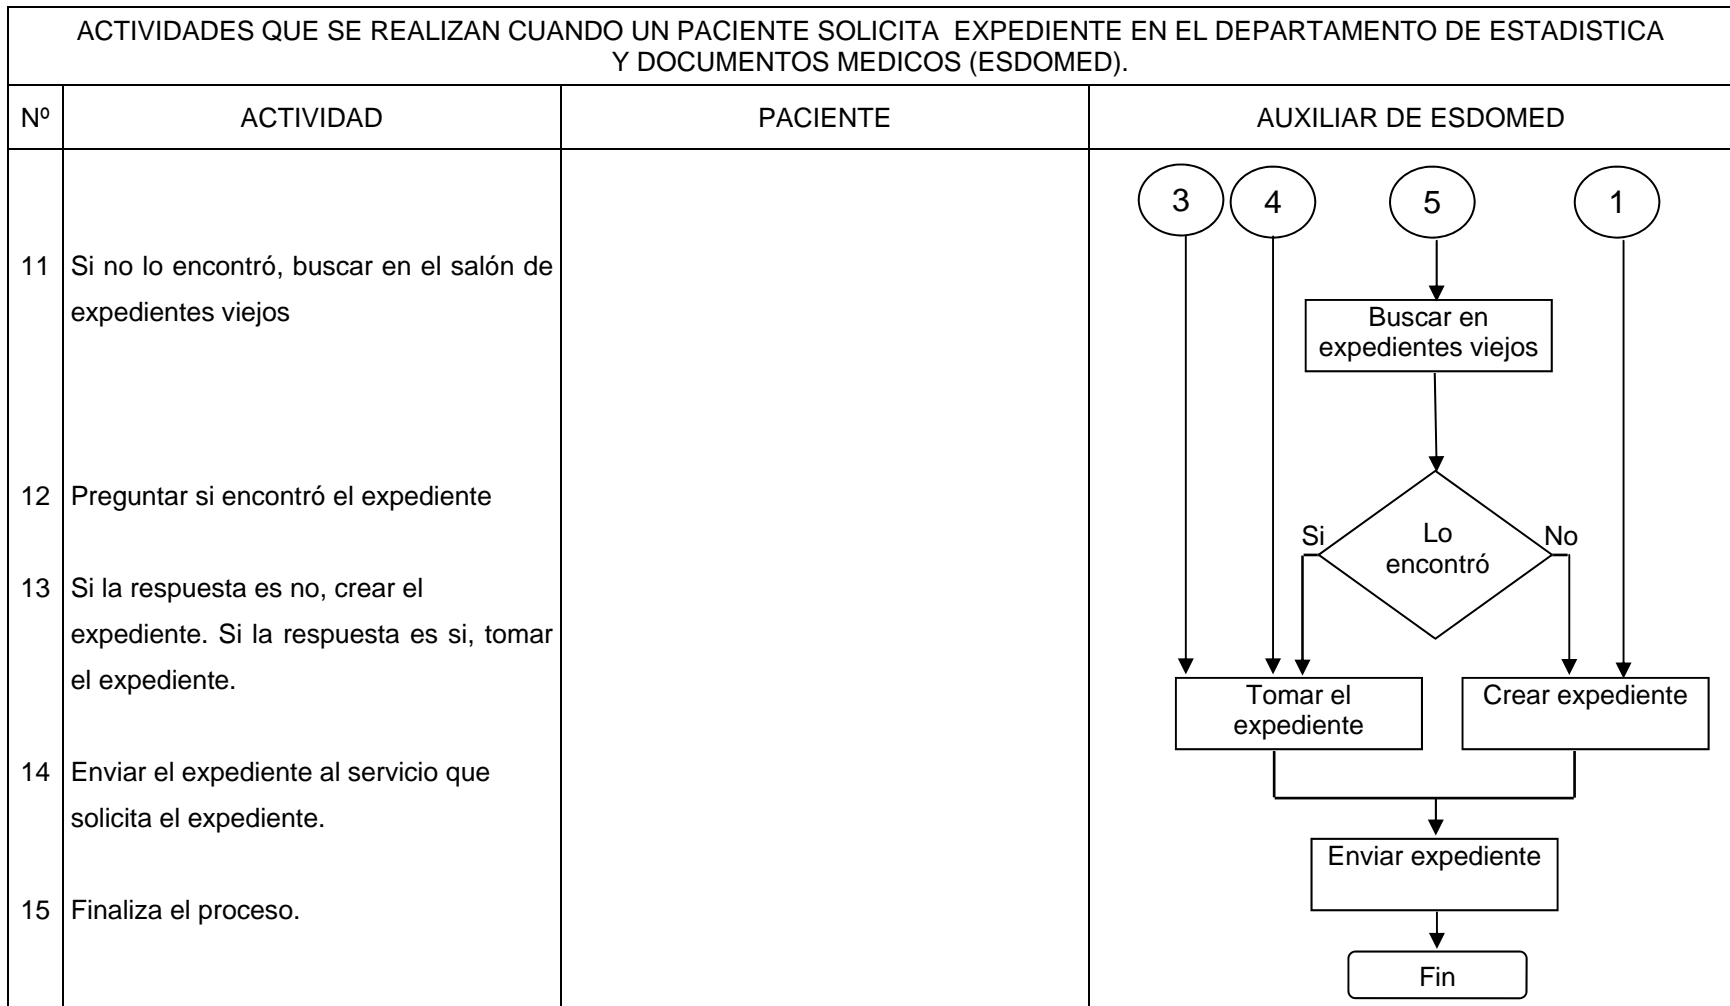 ACTIVIDADES QUE SE REALIZAN CUANDO UN PACIENTE SOLICITA EXPEDIENTE EN EL DEPARTAMENTO DE ESTADISTICA
Y DOCUMENTOS MEDICOS (ESDOMED).
Nº ACTIVIDAD PACIENTE AUXILIAR DE ESDOMED
11 Si no lo encontró, buscar en el salón de
expedientes viejos
12 Preguntar si encontró el expediente
13 Si la respuesta es no, crear el
expediente. Si la respuesta es si, tomar
el expediente.
14 Enviar el expediente al servicio que
solicita el expediente.
15 Finaliza el proceso.
3 4 5 1
Buscar en
expedientes viejos
Si Lo No
encontró
Tomar el
expediente
Crear expediente
Enviar expediente
Fin